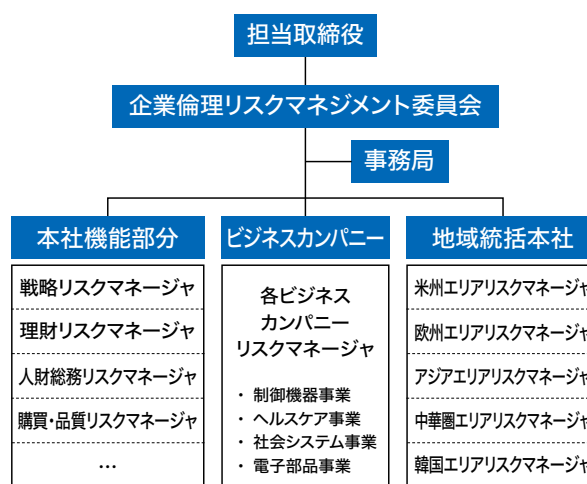 担当取締役
企業倫理リスクマネジメント委員会
事務局
本社機能部分
戦略リスクマネージャ
理財リスクマネージャ
人財総務リスクマネージャ
購買・品質リスクマネージャ
…
ビジネスカンパニー
各ビジネス
カンパニー
リスクマネージャ
・ 制御機器事業
・ ヘルスケア事業
・ 社会システム事業
・ 電子部品事業
地域統括本社
米州エリアリスクマネージャ
欧州エリアリスクマネージャ
アジアエリアリスクマネージャ
中華圏エリアリスクマネージャ
韓国エリアリスクマネージャ